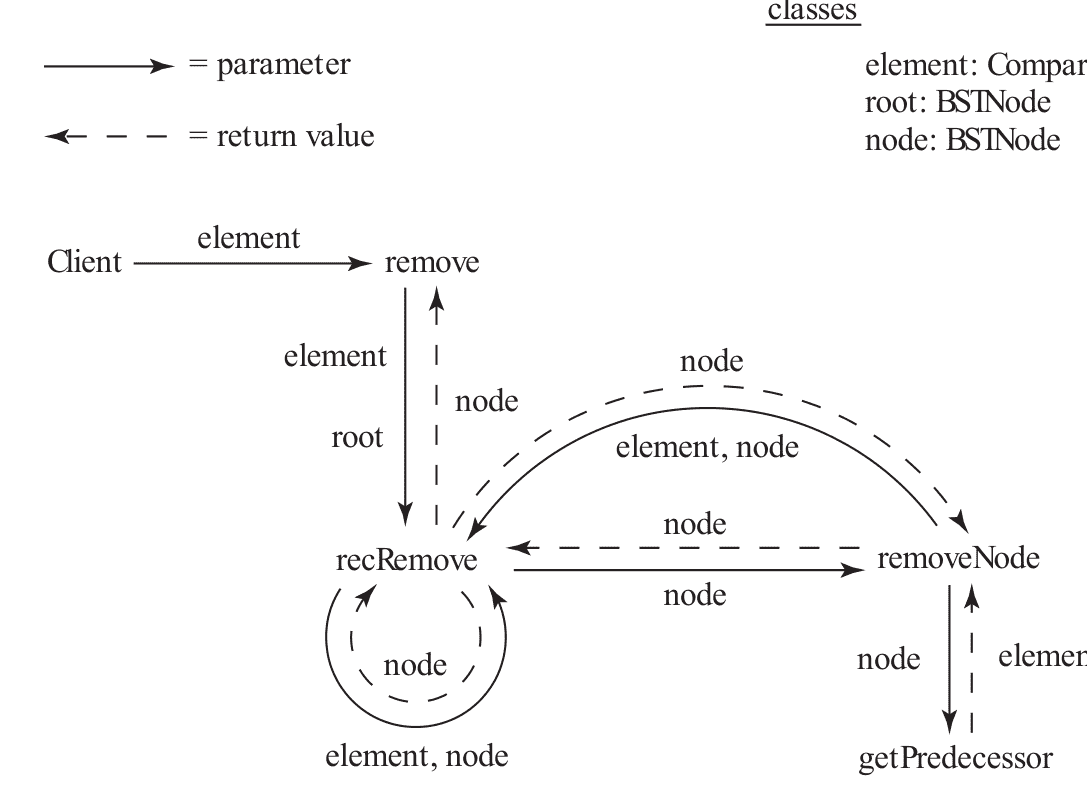 classes
= parameter
= return value
element: Compar
root: BSTNode
node: BSTNode
Client
element
remove
element
root
node
node
element, node
node
node
recRemove
removeNode
node
element, node
node
elemen
getPredecessor